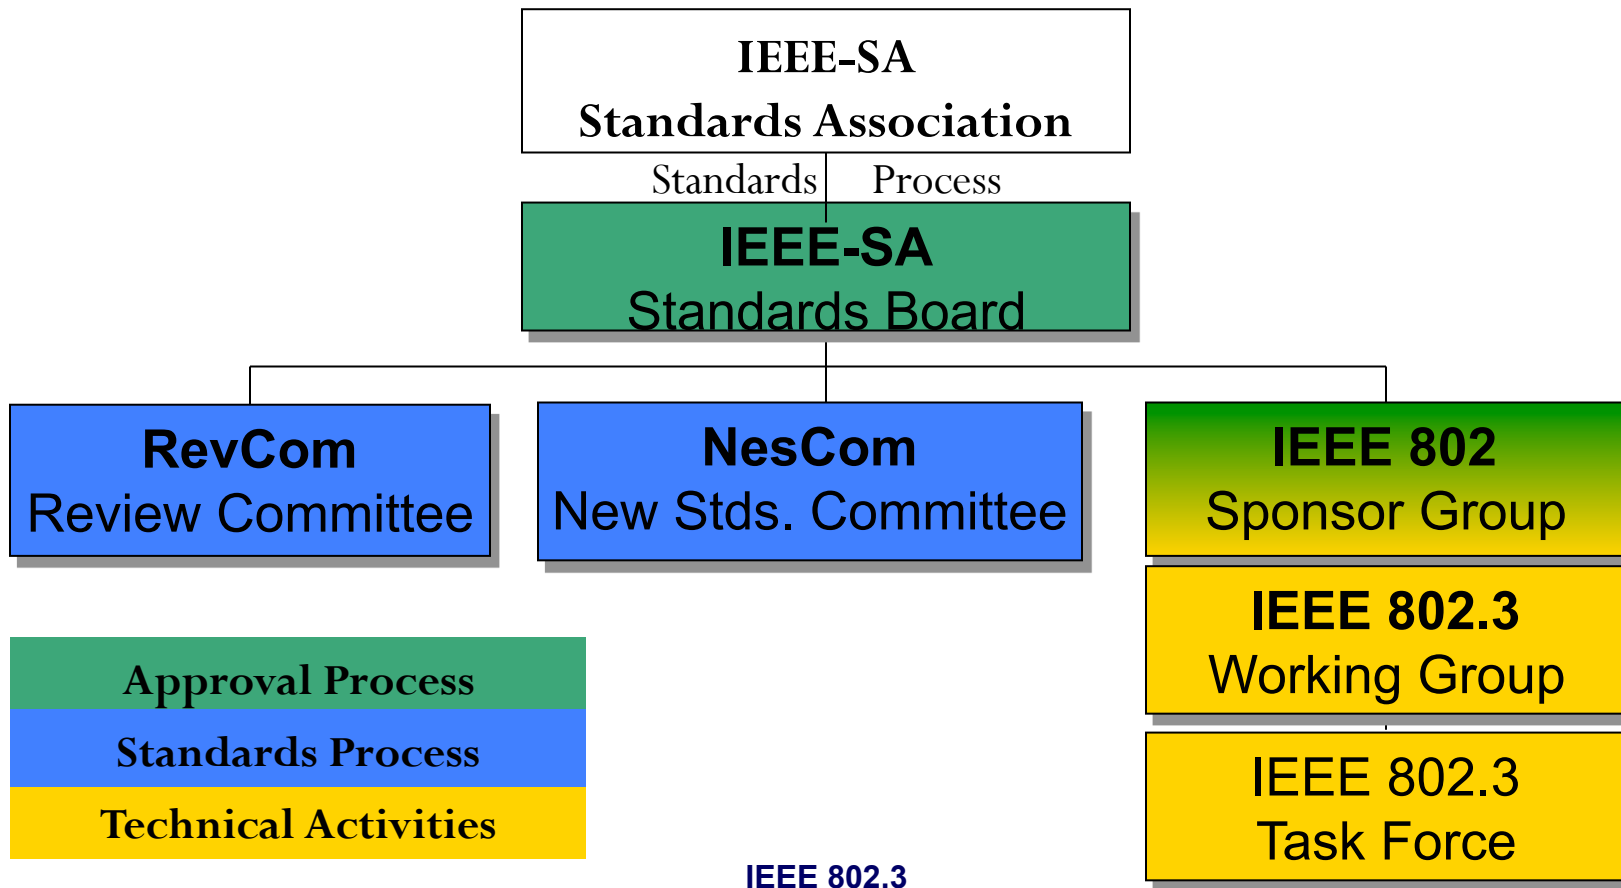 IEEE-SA
Standards Association
Standards Process
IEEE-SA
Standards Board
RevCom
Review Committee
NesCom
New Stds. Committee
IEEE 802
Sponsor Group
IEEE 802.3
Working Group
IEEE 802.3
Task Force
Approval Process
Standards Process
Technical Activities
IEEE 802.3